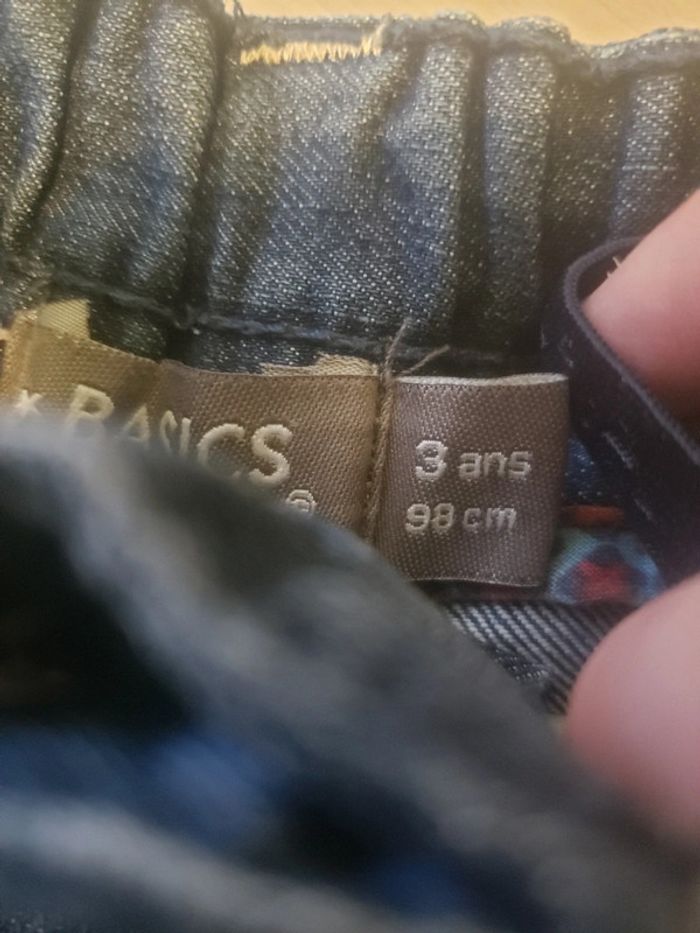 BASICS
®
3 ans
98 cm